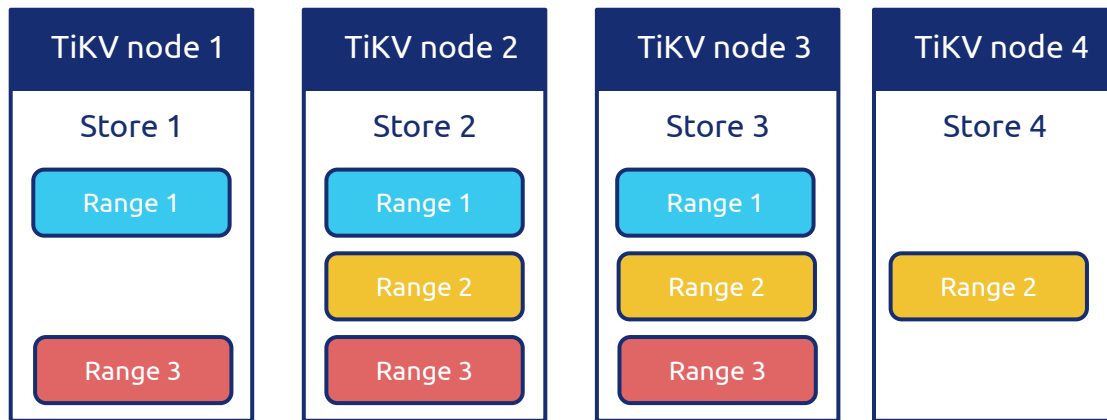 TiKV node 1
Store 1
Range 1
Range 3
TiKV node 2
Store 2
Range 1
Range 2
Range 3
TiKV node 3
Store 3
Range 1
Range 2
Range 3
TiKV node 4
Store 4
Range 2